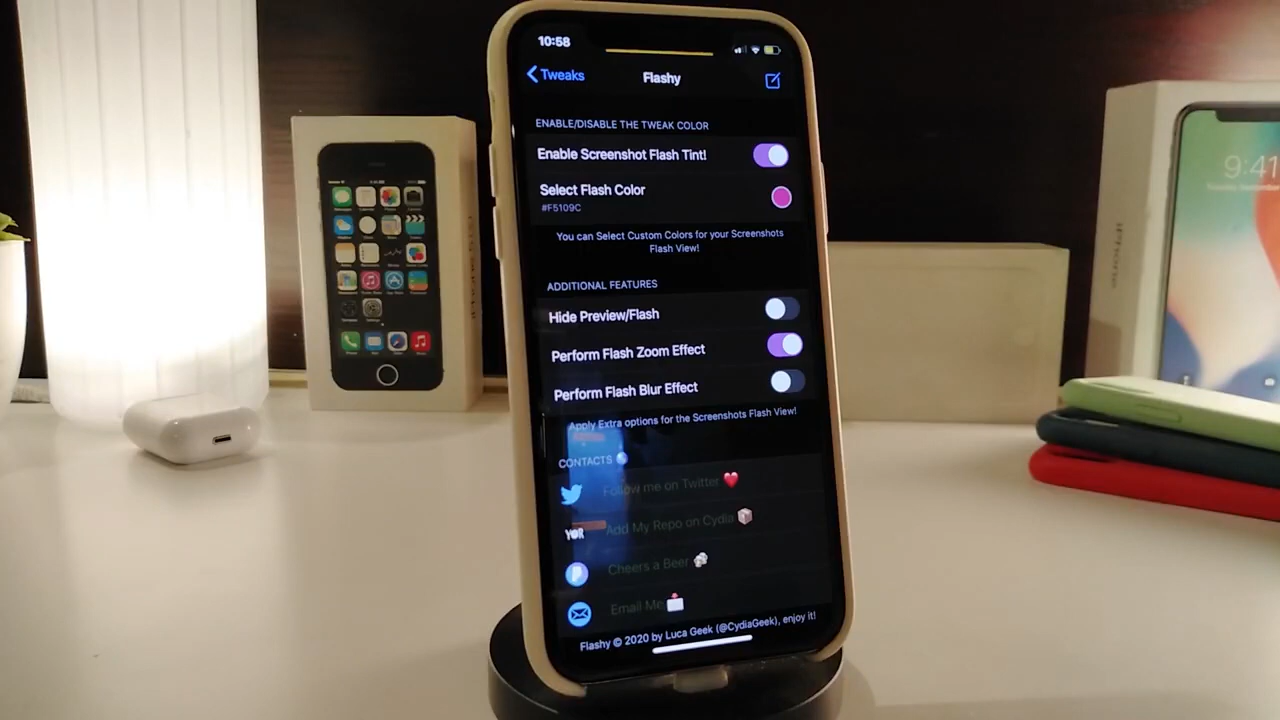 10:58
Tweaks
Flashy
ENABLE/DISABLE THE TWEAK COLOR
Enable Screenshot Flash Tint!
Select Flash Color
#F5109C
You can Select Custom Colors for your Screenshots
Flash View!
ADDITIONAL FEATURES
Hide Preview/Flash
Perform Flash Zoom Effect
Perform Flash Blur Effect
Apply Extra options for the Screenshots Flash View!
CONTACTS
Follow me on Twitter
Add My Repo on Cydia
Cheers a Beer
Email Me
Flashy © 2020 by Luca Geek (@CydiaGeek), enjoy it!
iPhone
9:41